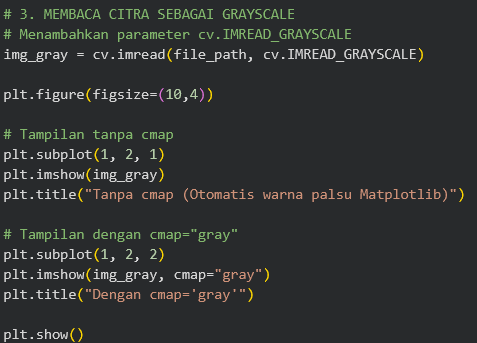 # 3. MEMBACA CITRA SEBAGAI GRAYSCALE
# Menambahkan parameter cv.IMREAD_GRAYSCALE
img_gray = cv.imread(file_path, cv.IMREAD_GRAYSCALE)

plt.figure(figsize=(10,4))

# Tampilan tanpa cmap
plt.subplot(1, 2, 1)
plt.imshow(img_gray)
plt.title("Tanpa cmap (Otomatis warna palsu Matplotlib)")

# Tampilan dengan cmap="gray"
plt.subplot(1, 2, 2)
plt.imshow(img_gray, cmap="gray")
plt.title("Dengan cmap='gray'")

plt.show()